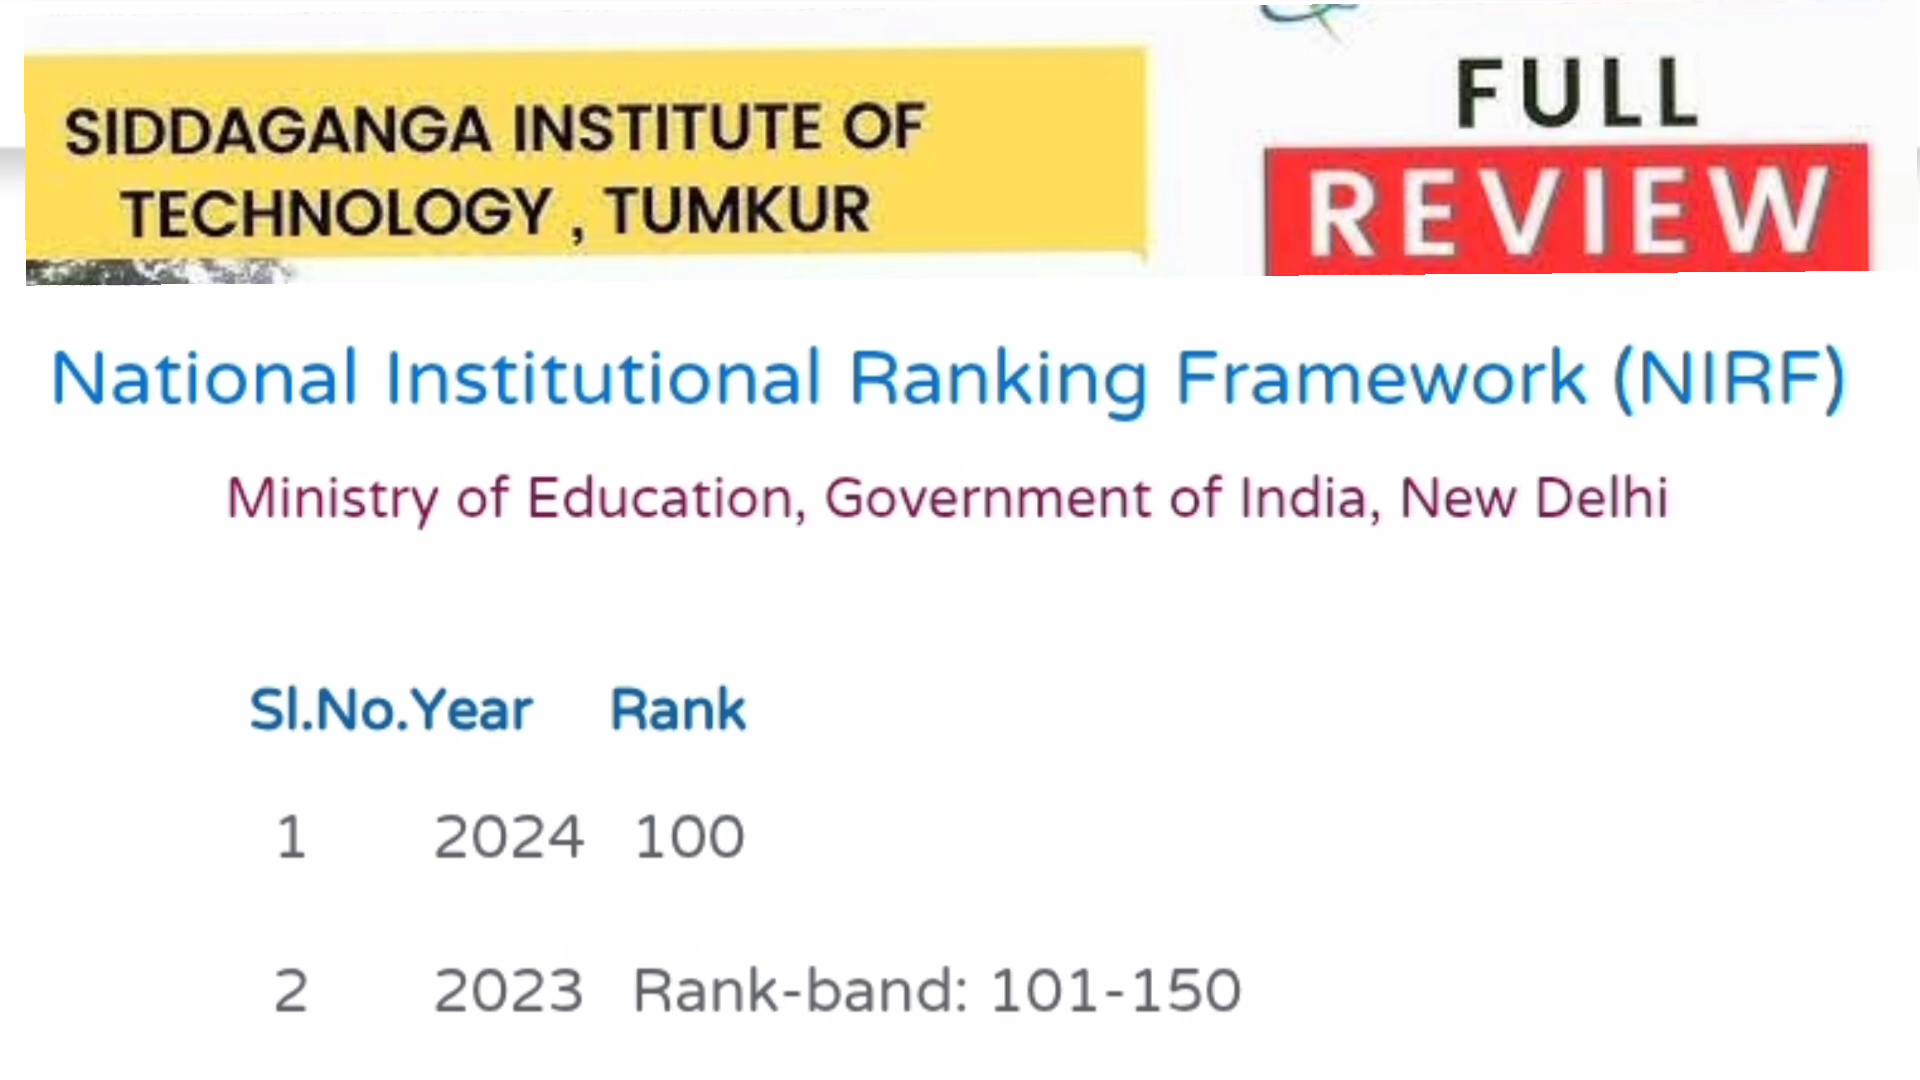 SIDDAGANGA INSTITUTE OF
TECHNOLOGY , TUMKUR
FULL
REVIEW
National Institutional Ranking Framework (NIRF)
Ministry of Education, Government of India, New Delhi
Sl.No. Year Rank
1 2024 100
2 2023 Rank-band: 101-150